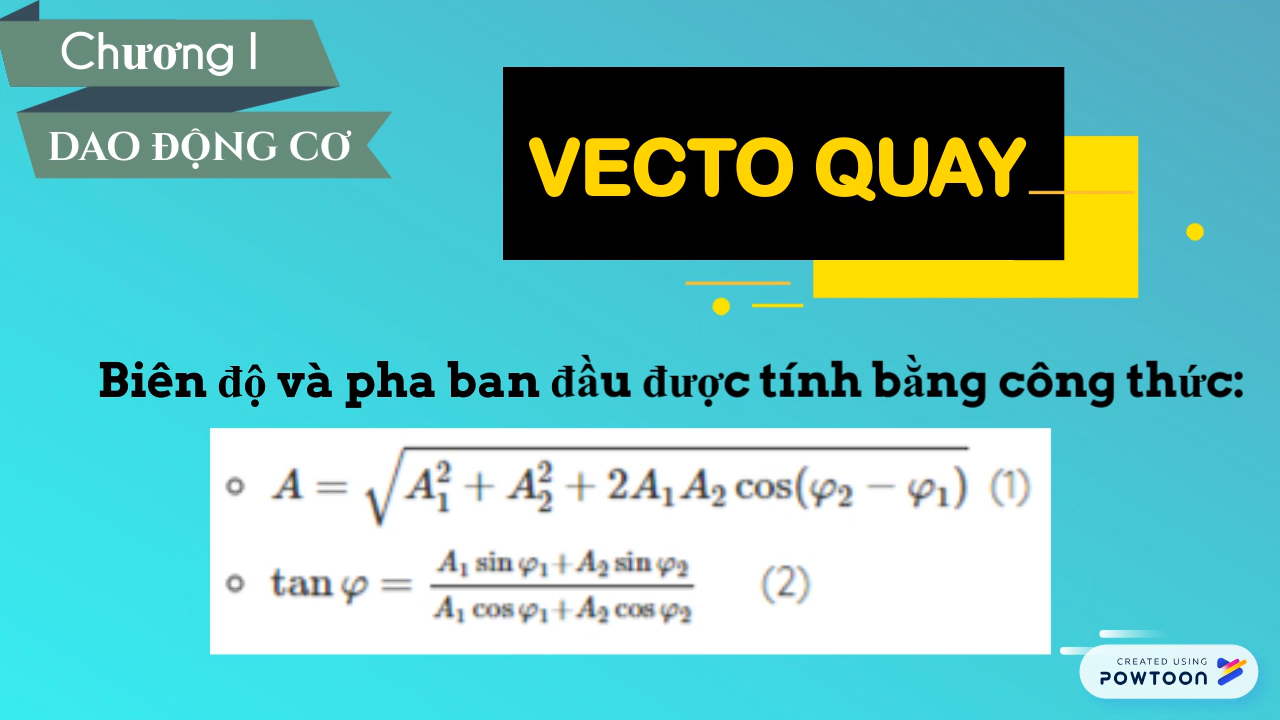 Chương I
DAO ĐỘNG CƠ
VECTO QUAY
Biên độ và pha ban đầu được tính bằng công thức:
∘ A = √(A₁² + A₂² + 2A₁A₂ cos(φ₂ − φ₁)) (1)
∘ tan φ = (A₁ sin φ₁+A₂ sin φ₂)/(A₁ cos φ₁+A₂ cos φ₂) (2)
CREATED USING
POWTOON